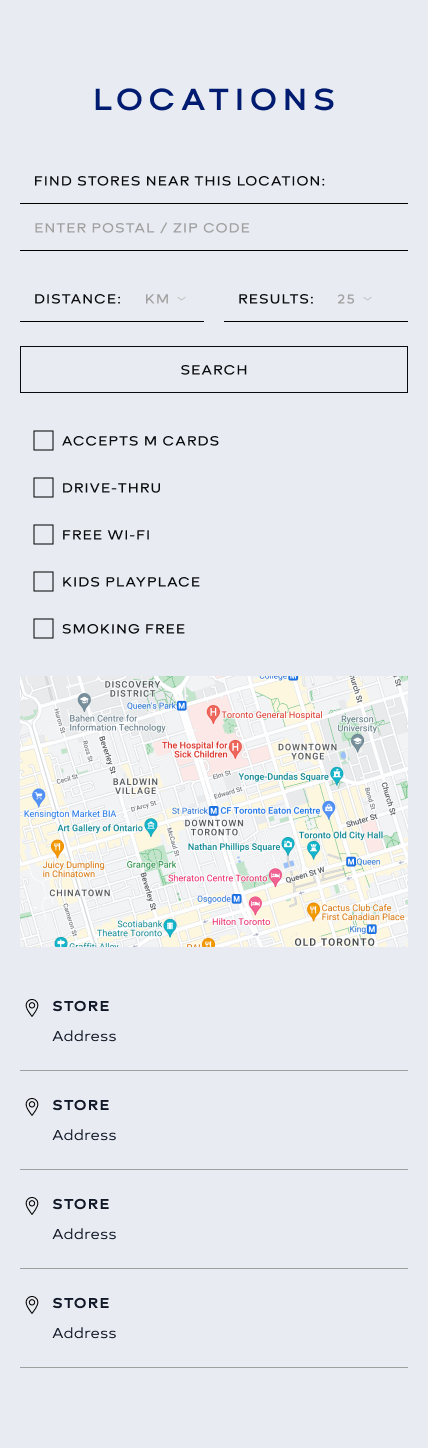 LOCATIONS
FIND STORES NEAR THIS LOCATION:
ENTER POSTAL / ZIP CODE
DISTANCE: KM
RESULTS: 25
SEARCH
ACCEPTS M CARDS
DRIVE-THRU
FREE WI-FI
KIDS PLAYPLACE
SMOKING FREE
College M
DISCOVERY
DISTRICT
Queen's Park M
Church St
Huron St
Bahen Centre for
Information Technology
H Toronto General Hospital
Ryerson
University
Ross St
Beverley St
The Hospital for
Sick Children
H
DOWNTOWN
YONGE
Cecil St
Elm St
Yonge-Dundas Square
BALDWIN
VILLAGE
Edward St
Bond St
Church St
D'Arcy St
Kensington Market BIA
St Patrick M
CF Toronto Eaton Centre
Art Gallery of Ontario
McCaul St
DOWNTOWN
TORONTO
Shuter St
Toronto Old City Hall
Nathan Phillips Square
Juicy Dumpling
in Chinatown
Grange Park
M Queen
Sheraton Centre Toronto
Queen St W
CHINATOWN
Beverley St
Osgoode M
Cameron St
Cactus Club Cafe
First Canadian Place
Hilton Toronto
Scotiabank
Theatre Toronto
King M
Graffiti Alley
OLD TORONTO
STORE
Address
STORE
Address
STORE
Address
STORE
Address